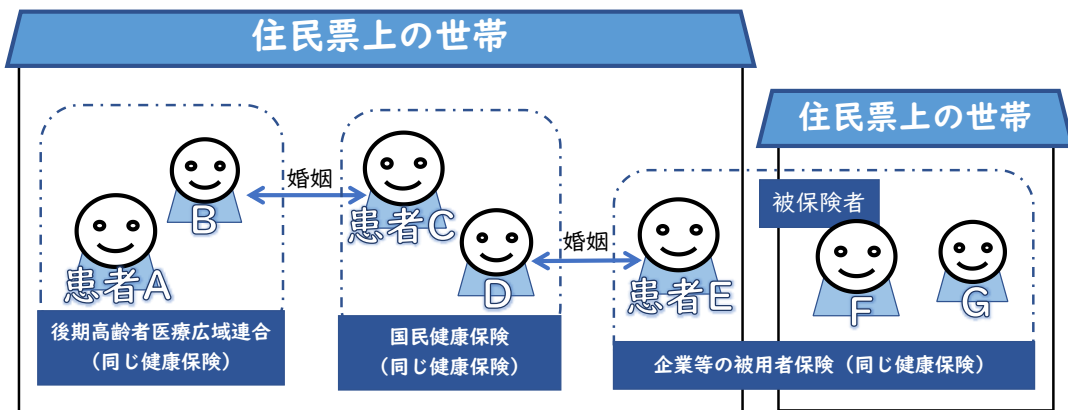 住民票上の世帯
住民票上の世帯
婚姻
被保険者
B
患者C
婚姻
患者A
D
患者E
F
G
後期高齢者医療広域連合
（同じ健康保険）
国民健康保険
（同じ健康保険）
企業等の被用者保険（同じ健康保険）